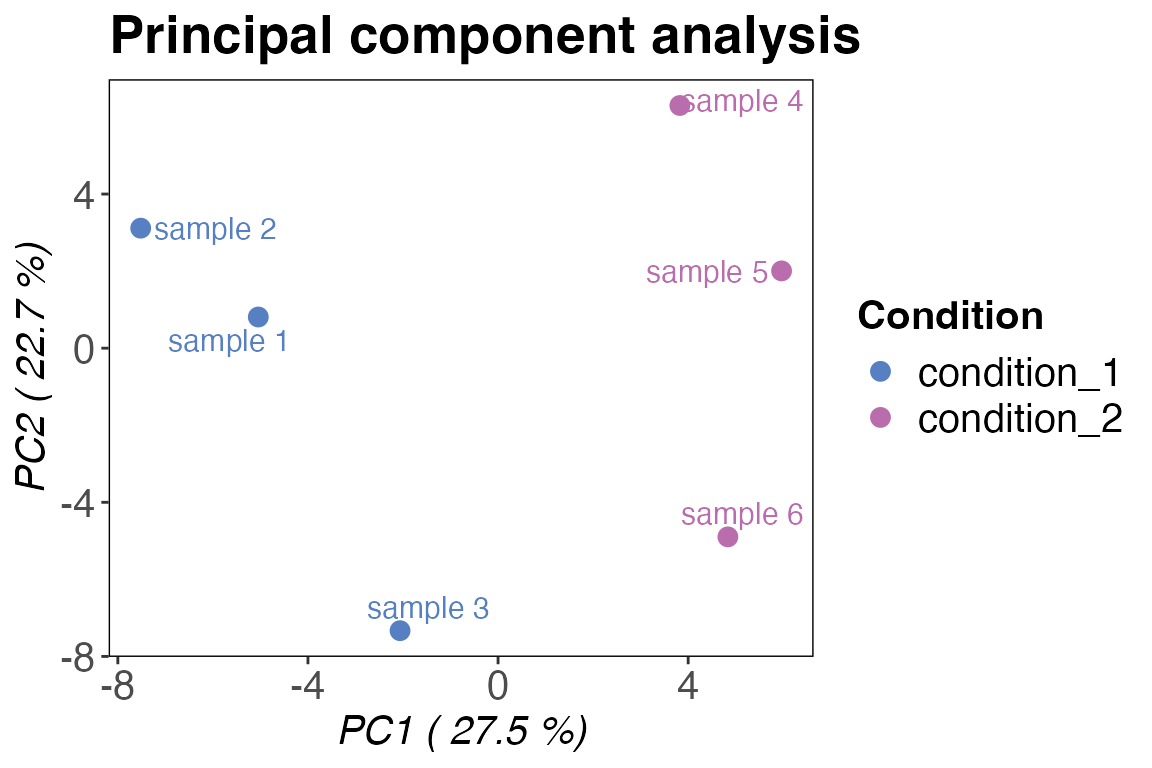 Principal component analysis
sample 4
4
sample 2
sample 5
Condition
sample 1
0
condition_1
condition_2
PC2 ( 22.7 %)
-4
sample 6
sample 3
-8
-8
-4
0
4
PC1 ( 27.5 %)